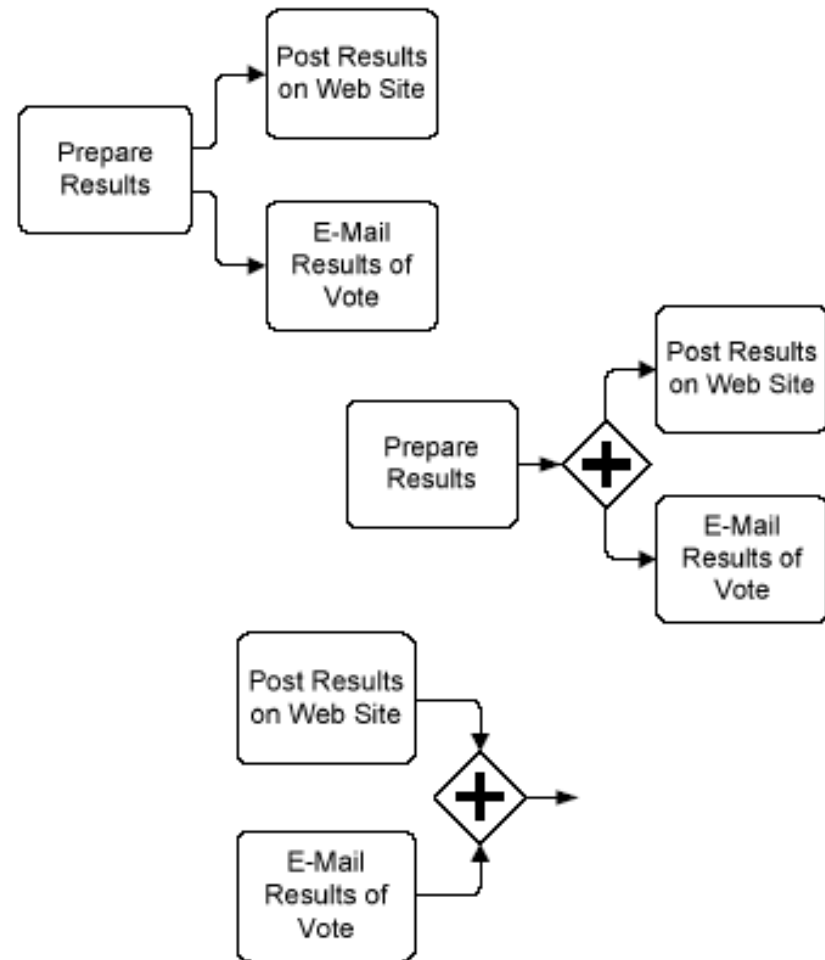 Post Results
on Web Site
Prepare
Results
E-Mail
Results of
Vote
Post Results
on Web Site
Prepare
Results
E-Mail
Results of
Vote
Post Results
on Web Site
E-Mail
Results of
Vote